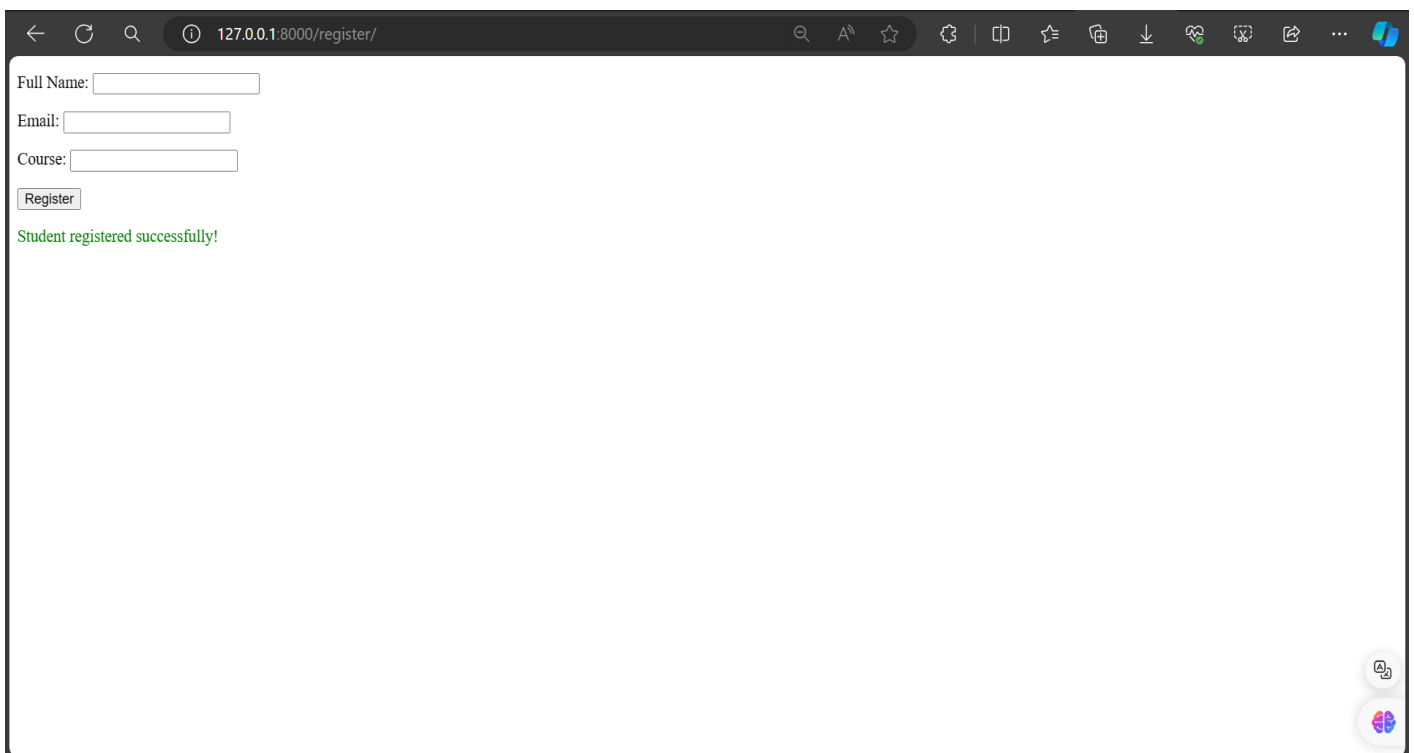 127.0.0.1:8000/register/
Full Name:
Email:
Course:
Register
Student registered successfully!